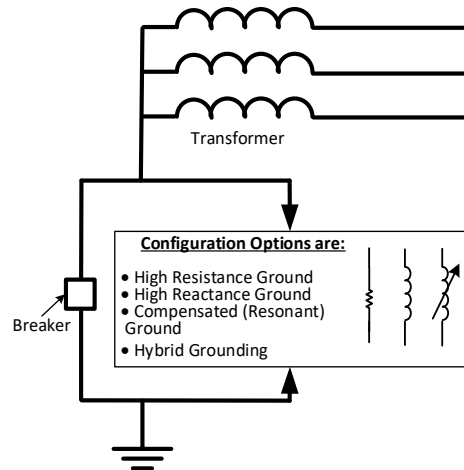 Transformer
Configuration Options are:
• High Resistance Ground
• High Reactance Ground
• Compensated (Resonant)
Ground
• Hybrid Grounding
Breaker